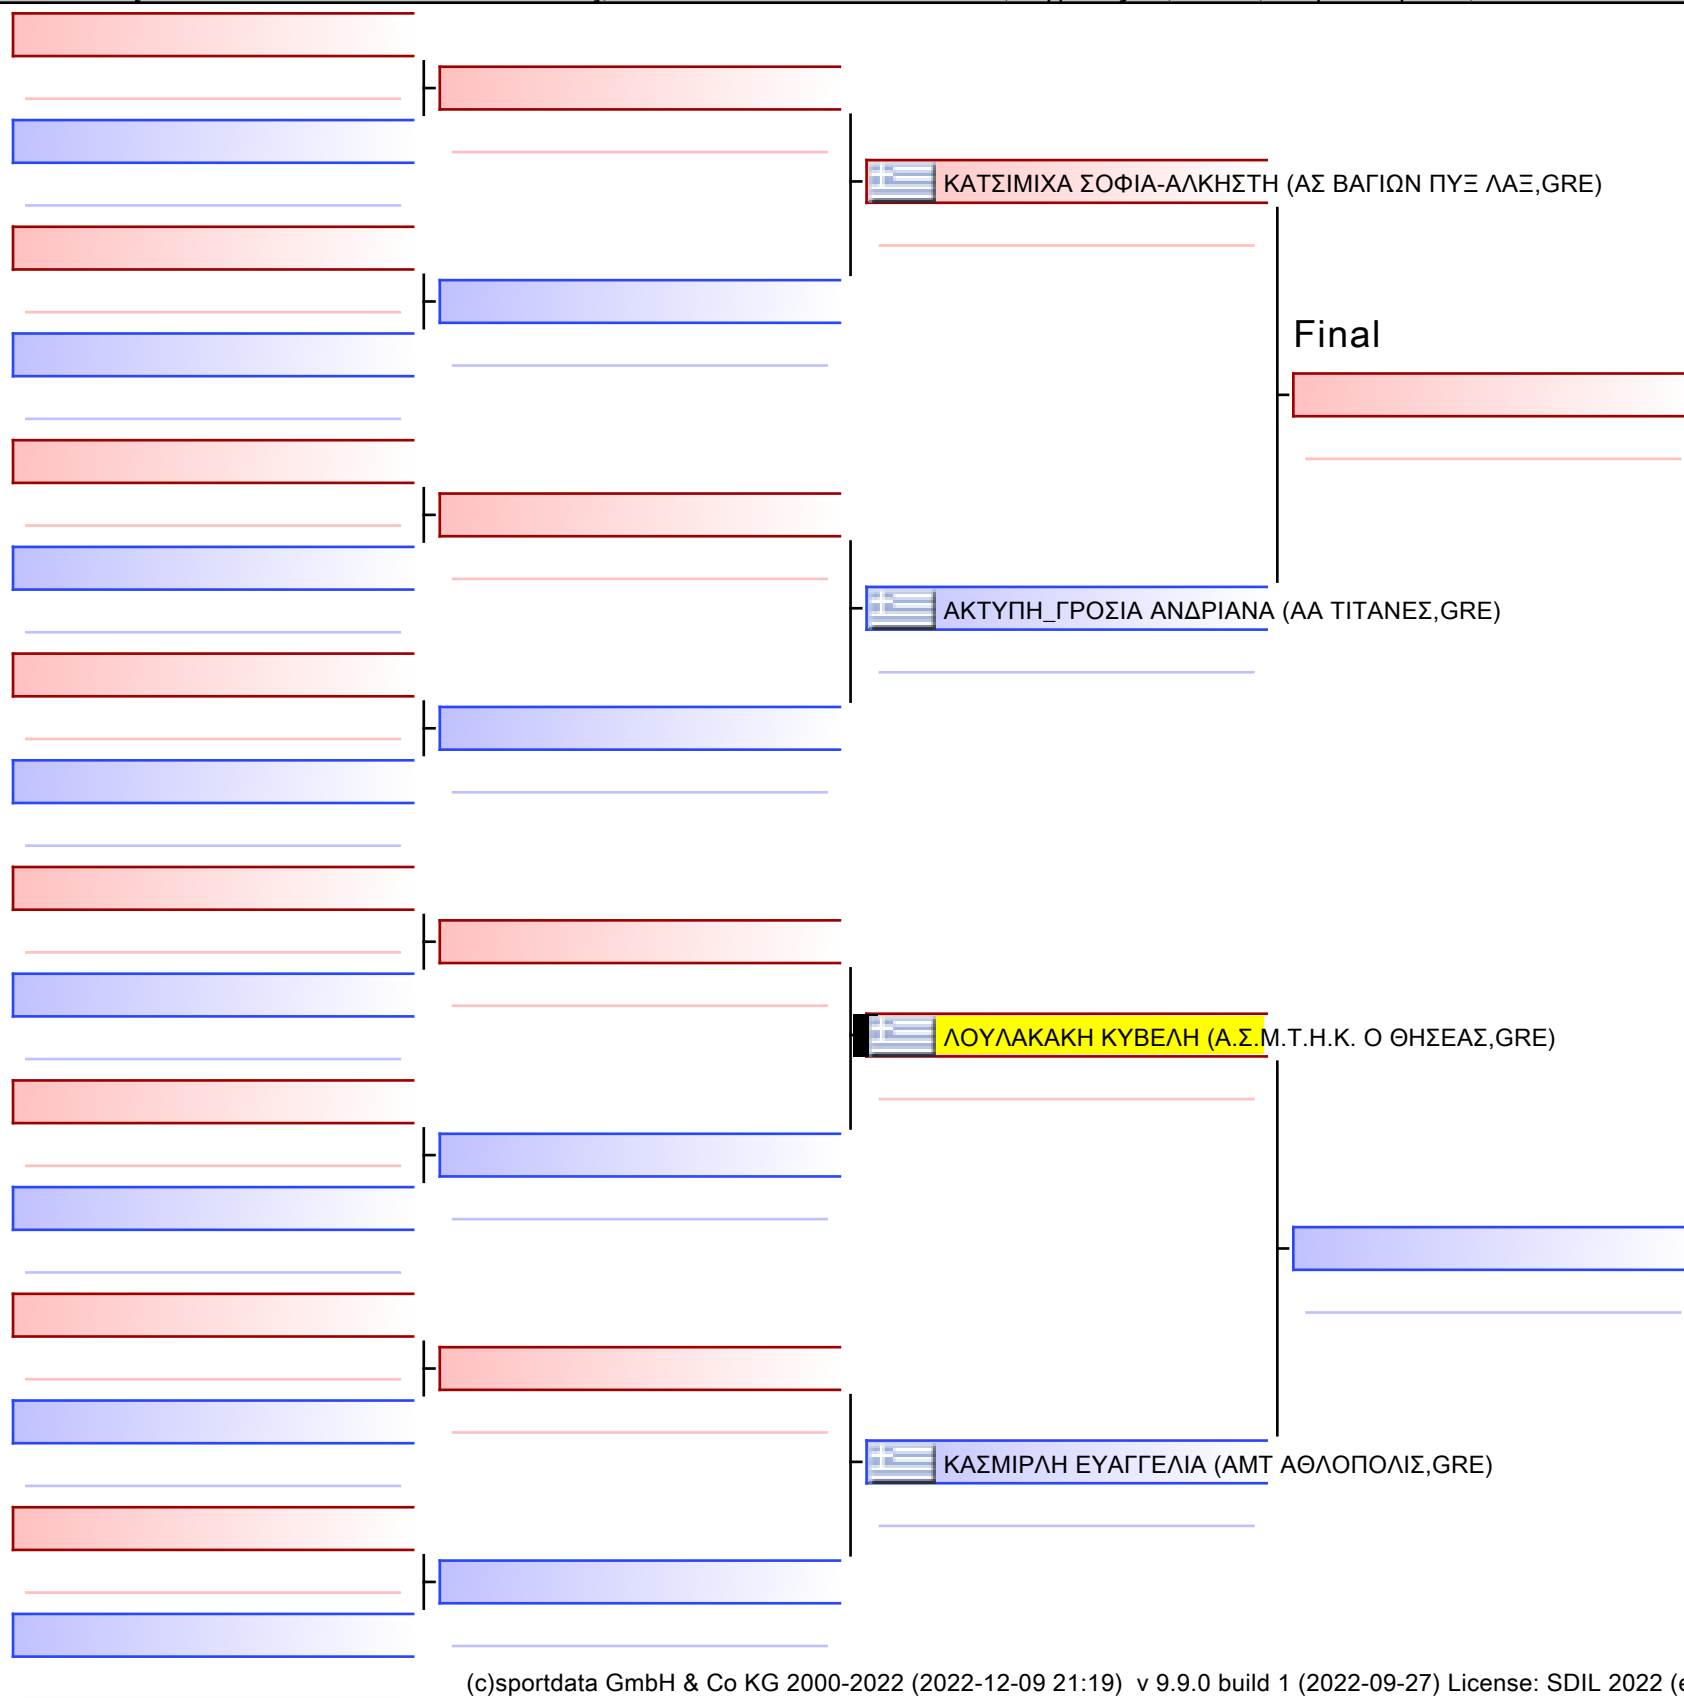 ΚΑΤΣΙΜΙΧΑ ΣΟΦΙΑ-ΑΛΚΗΣΤΗ (ΑΣ ΒΑΓΙΩΝ ΠΥΞ ΛΑΞ,GRE)
Final
ΑΚΤΥΠΗ_ΓΡΟΣΙΑ ΑΝΔΡΙΑΝΑ (ΑΑ ΤΙΤΑΝΕΣ,GRE)
ΛΟΥΛΑΚΑΚΗ ΚΥΒΕΛΗ (Α.Σ.Μ.Τ.Η.Κ. Ο ΘΗΣΕΑΣ,GRE)
ΚΑΣΜΙΡΛΗ ΕΥΑΓΓΕΛΙΑ (ΑΜΤ ΑΘΛΟΠΟΛΙΣ,GRE)
(c)sportdata GmbH & Co KG 2000-2022 (2022-12-09 21:19) v 9.9.0 build 1 (2022-09-27) License: SDIL 2022 (e